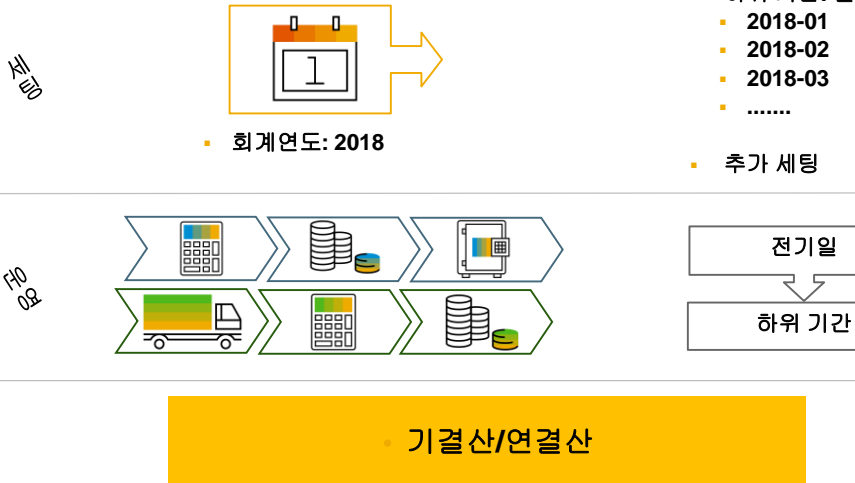 2018-01
2018-02
2018-03
.......
세팅
1
회계연도: 2018
추가 세팅
운영
전기일
하위 기간
기결산/연결산